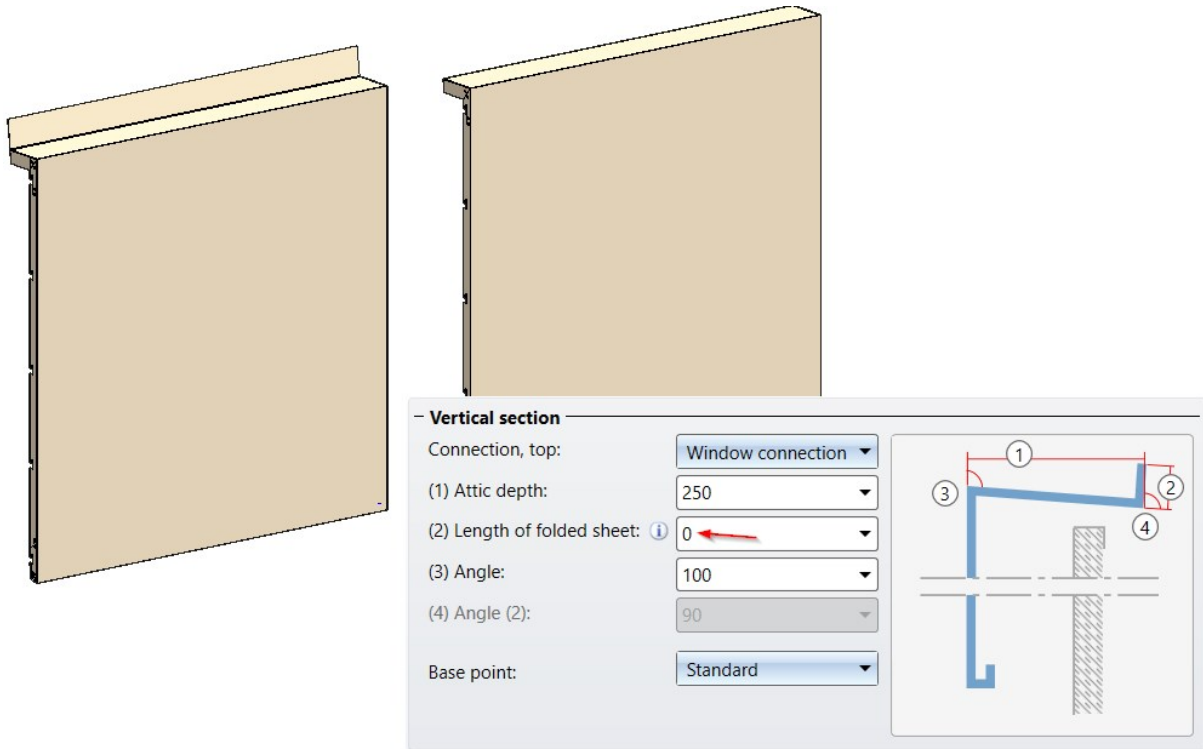 Vertical section
Connection, top: Window connection
(1) Attic depth: 250
(2) Length of folded sheet: i 0
(3) Angle: 100
(4) Angle (2): 90
Base point: Standard
1
2
3
4